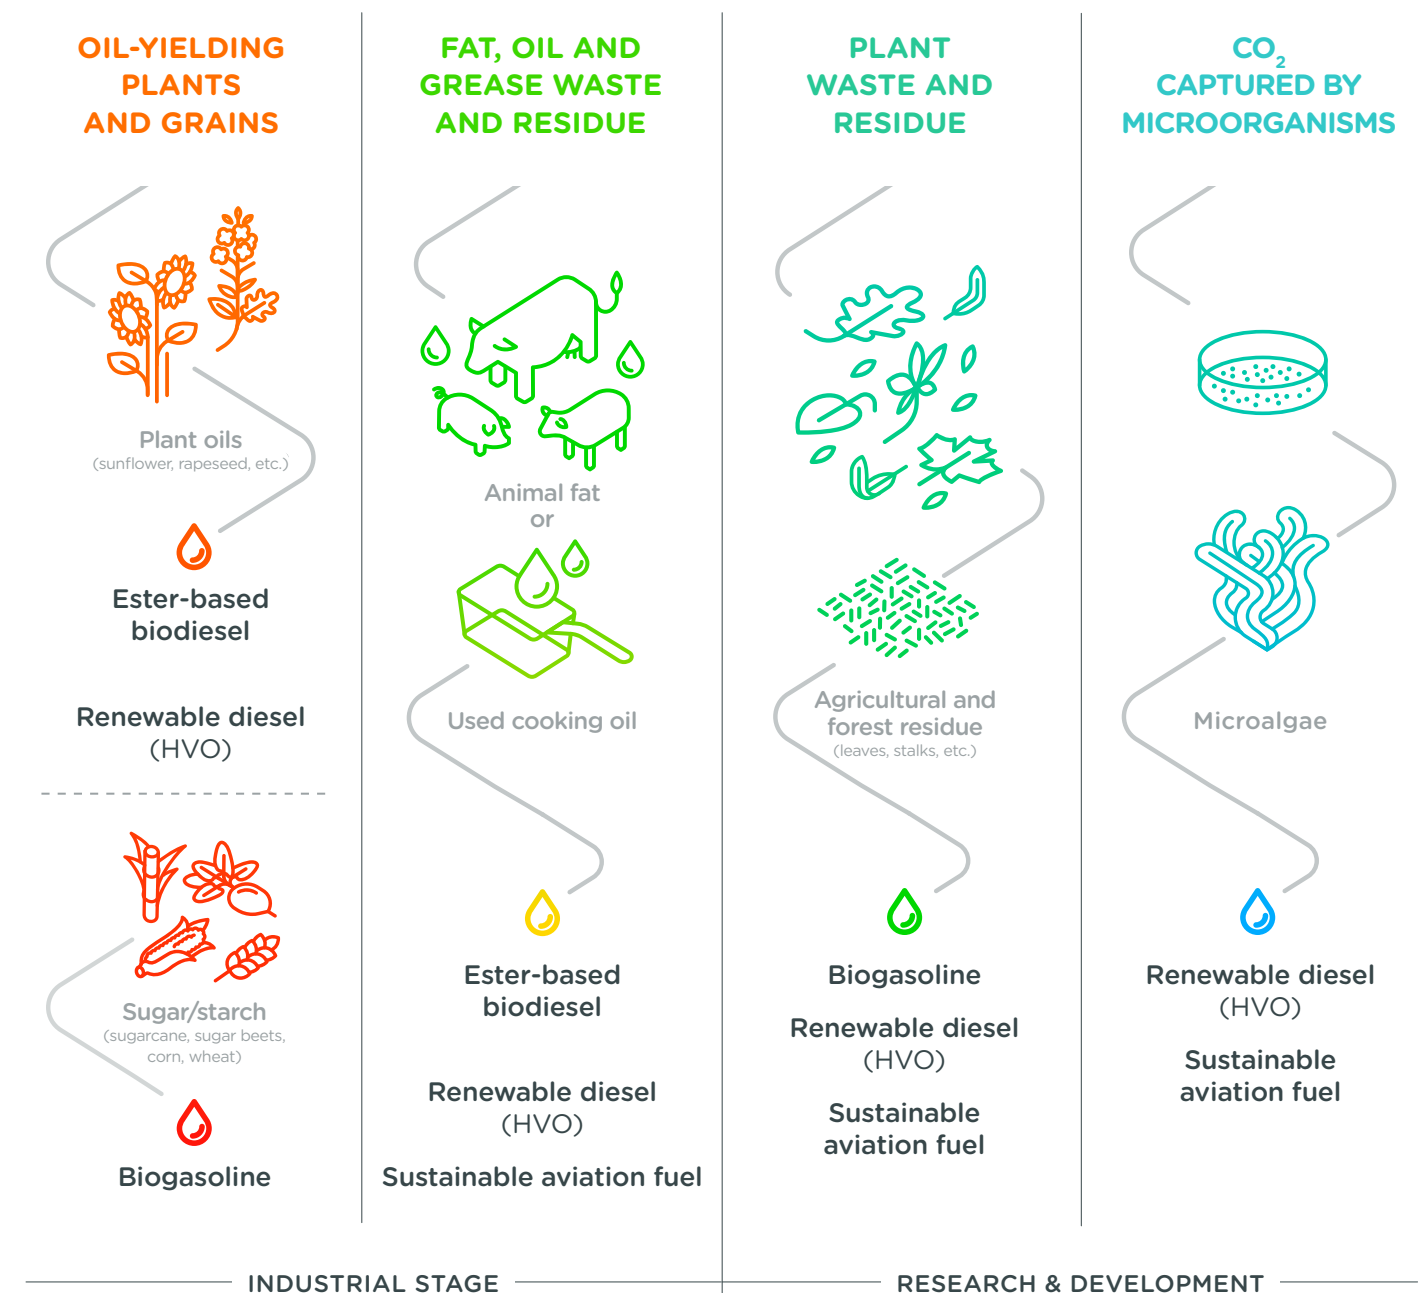 OIL-YIELDING
PLANTS
AND GRAINS
Plant oils
(sunflower, rapeseed, etc.)
Ester-based
biodiesel
Renewable diesel
(HVO)
Sugar/starch
(sugarcane, sugar beets,
corn, wheat)
Biogasoline
FAT, OIL AND
GREASE WASTE
AND RESIDUE
Animal fat
or
Used cooking oil
Ester-based
biodiesel
Renewable diesel
(HVO)
Sustainable aviation fuel
PLANT
WASTE AND
RESIDUE
Agricultural and
forest residue
(leaves, stalks, etc.)
Biogasoline
Renewable diesel
(HVO)
Sustainable
aviation fuel
CO₂
CAPTURED BY
MICROORGANISMS
Microalgae
Renewable diesel
(HVO)
Sustainable
aviation fuel
INDUSTRIAL STAGE
RESEARCH & DEVELOPMENT